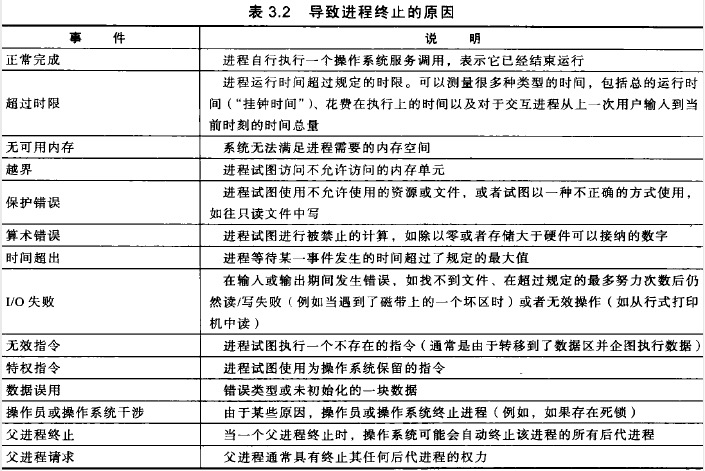 表 3.2 导致进程终止的原因
事 件 说 明
正常完成 进程自行执行一个操作系统服务调用，表示它已经结束运行
超过时限 进程运行时间超过规定的时限。可以测量很多种类型的时间，包括总的运行时
间（“挂钟时间”）、花费在执行上的时间以及对于交互进程从上一次用户输入到当
前时刻的时间总量
无可用内存 系统无法满足进程需要的内存空间
越界 进程试图访问不允许访问的内存单元
保护错误 进程试图使用不允许使用的资源或文件，或者试图以一种不正确的方式使用，
如往只读文件中写
算术错误 进程试图进行被禁止的计算，如除以零或者存储大于硬件可以接纳的数字
时间超出 进程等待某一事件发生的时间超过了规定的最大值
I/O 失败 在输入或输出期间发生错误，如找不到文件、在超过规定的最多努力次数后仍
然读/写失败（例如当遇到了磁带上的一个坏区时）或者无效操作（如从行式打印
机中读）
无效指令 进程试图执行一个不存在的指令（通常是由于转移到了数据区并企图执行数据）
特权指令 进程试图使用为操作系统保留的指令
数据误用 错误类型或未初始化的一块数据
操作员或操作系统干涉 由于某些原因，操作员或操作系统终止进程（例如，如果存在死锁）
父进程终止 当一个父进程终止时，操作系统可能会自动终止该进程的所有后代进程
父进程请求 父进程通常具有终止其任何后代进程的权力